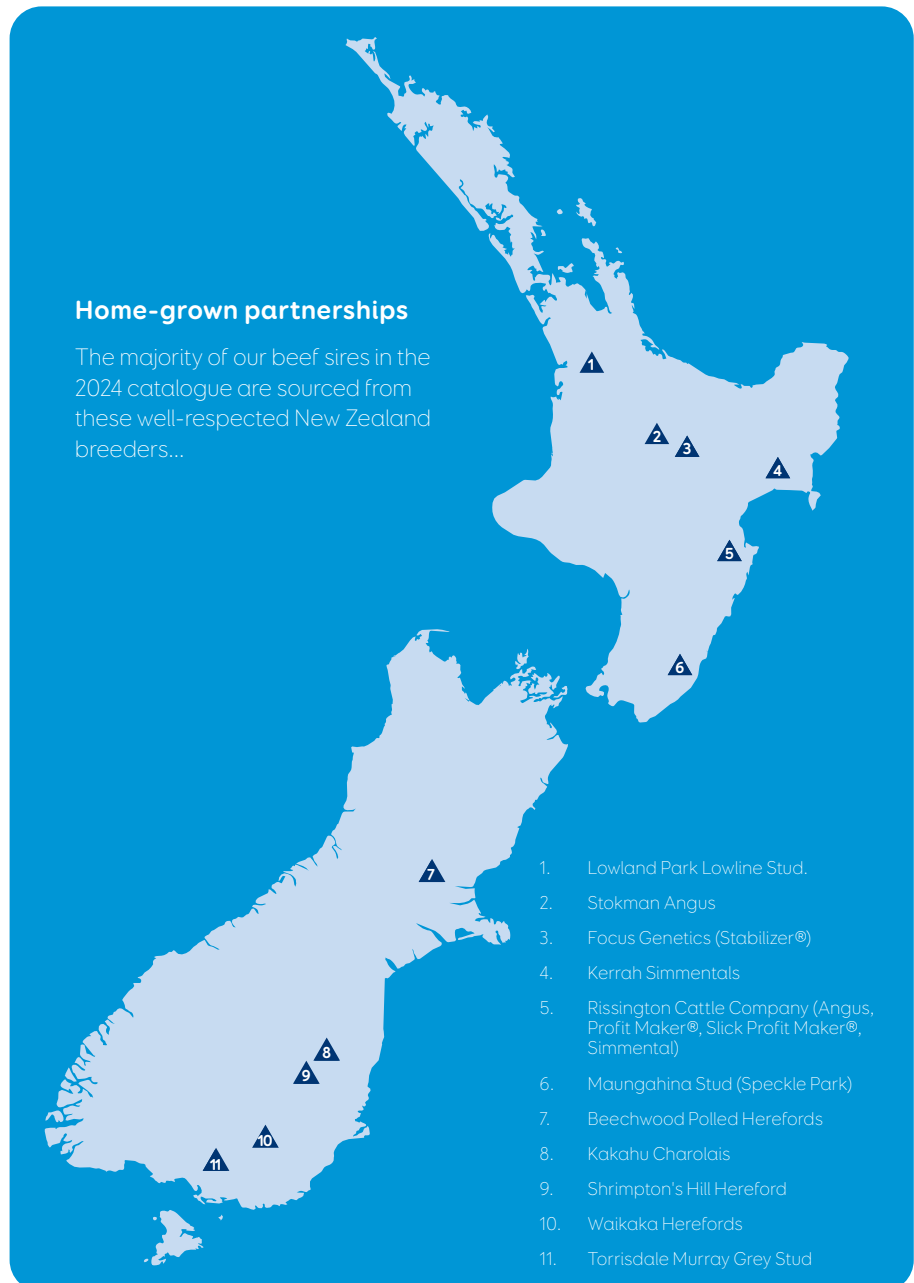 Home-grown partnerships
The majority of our beef sires in the
2024 catalogue are sourced from
these well-respected New Zealand
breeders...
1
2
3
4
5
6
7
8
9
10
11
1. Lowland Park Lowline Stud.
2. Stokman Angus
3. Focus Genetics (Stabilizer®)
4. Kerrah Simmentals
5. Rissington Cattle Company (Angus,
Profit Maker®, Slick Profit Maker®,
Simmental)
6. Maungahina Stud (Speckle Park)
7. Beechwood Polled Herefords
8. Kakahu Charolais
9. Shrimpton's Hill Hereford
10. Waikaka Herefords
11. Torrisdale Murray Grey Stud